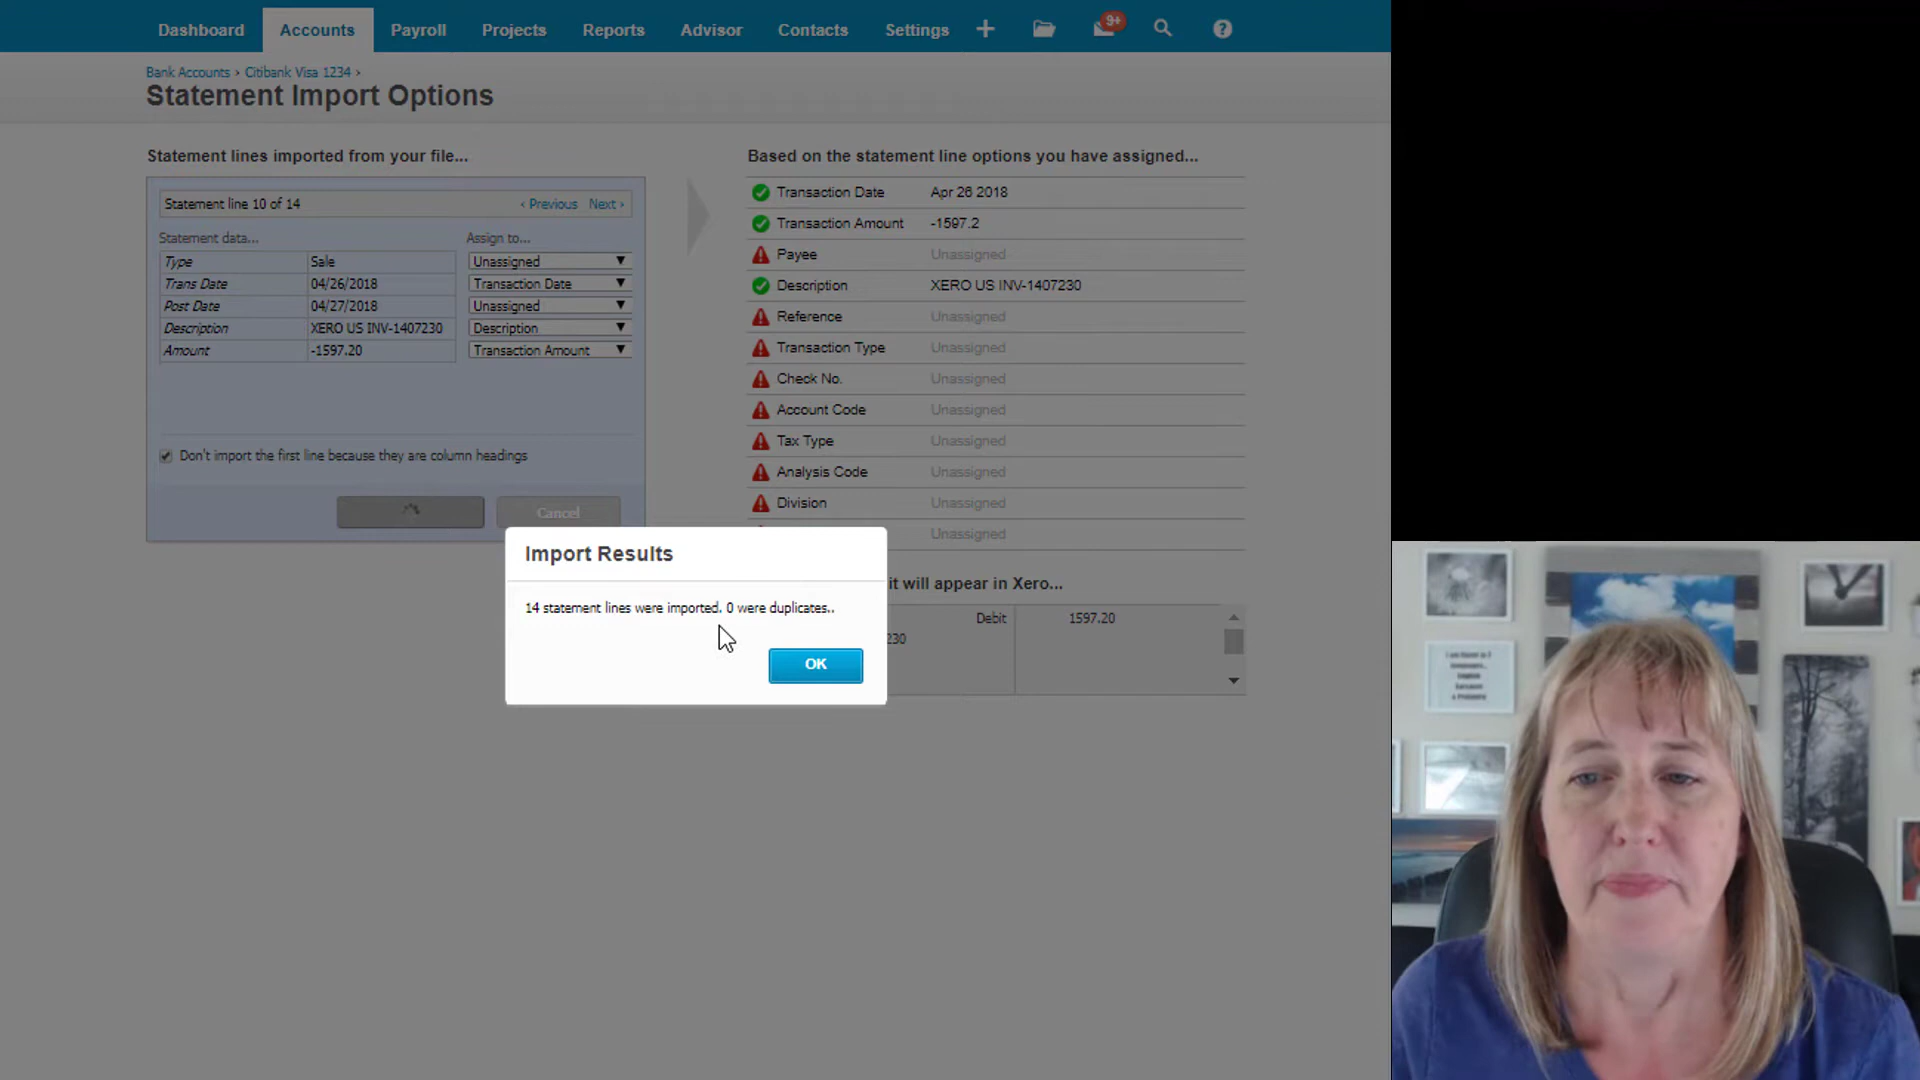 Dashboard Accounts Payroll Projects Reports Advisor Contacts Settings 9+
Bank Accounts › Citibank Visa 1234 ›
Statement Import Options
Statement lines imported from your file...
Statement line 10 of 14 ‹ Previous Next ›
Statement data... Assign to...
Type Sale Unassigned
Trans Date 04/26/2018 Transaction Date
Post Date 04/27/2018 Unassigned
Description XERO US INV-1407230 Description
Amount -1597.20 Transaction Amount
Don't import the first line because they are column headings
Cancel
Based on the statement line options you have assigned...
Transaction Date Apr 26 2018
Transaction Amount -1597.2
Payee Unassigned
Description XERO US INV-1407230
Reference Unassigned
Transaction Type Unassigned
Check No. Unassigned
Account Code Unassigned
Tax Type Unassigned
Analysis Code Unassigned
Division Unassigned
Unassigned
it will appear in Xero...
Debit 1597.20
230
Import Results
14 statement lines were imported. 0 were duplicates..
OK